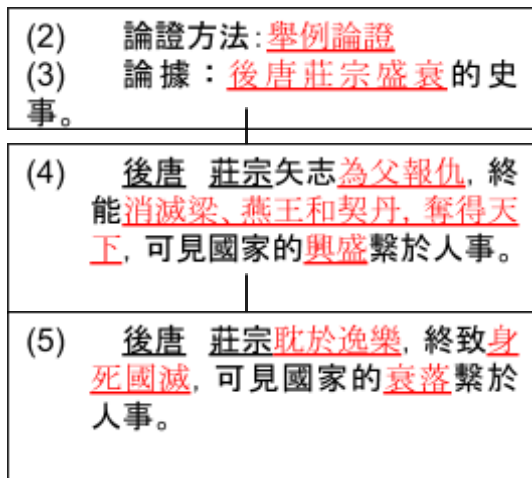 (2) 論證方法：舉例論證
(3) 論據：後唐莊宗盛衰的史
事。
(4) 後唐 莊宗矢志為父報仇，終
能消滅梁、燕王和契丹，奪得天
下，可見國家的興盛繫於人事。
(5) 後唐 莊宗耽於逸樂，終致身
死國滅，可見國家的衰落繫於
人事。